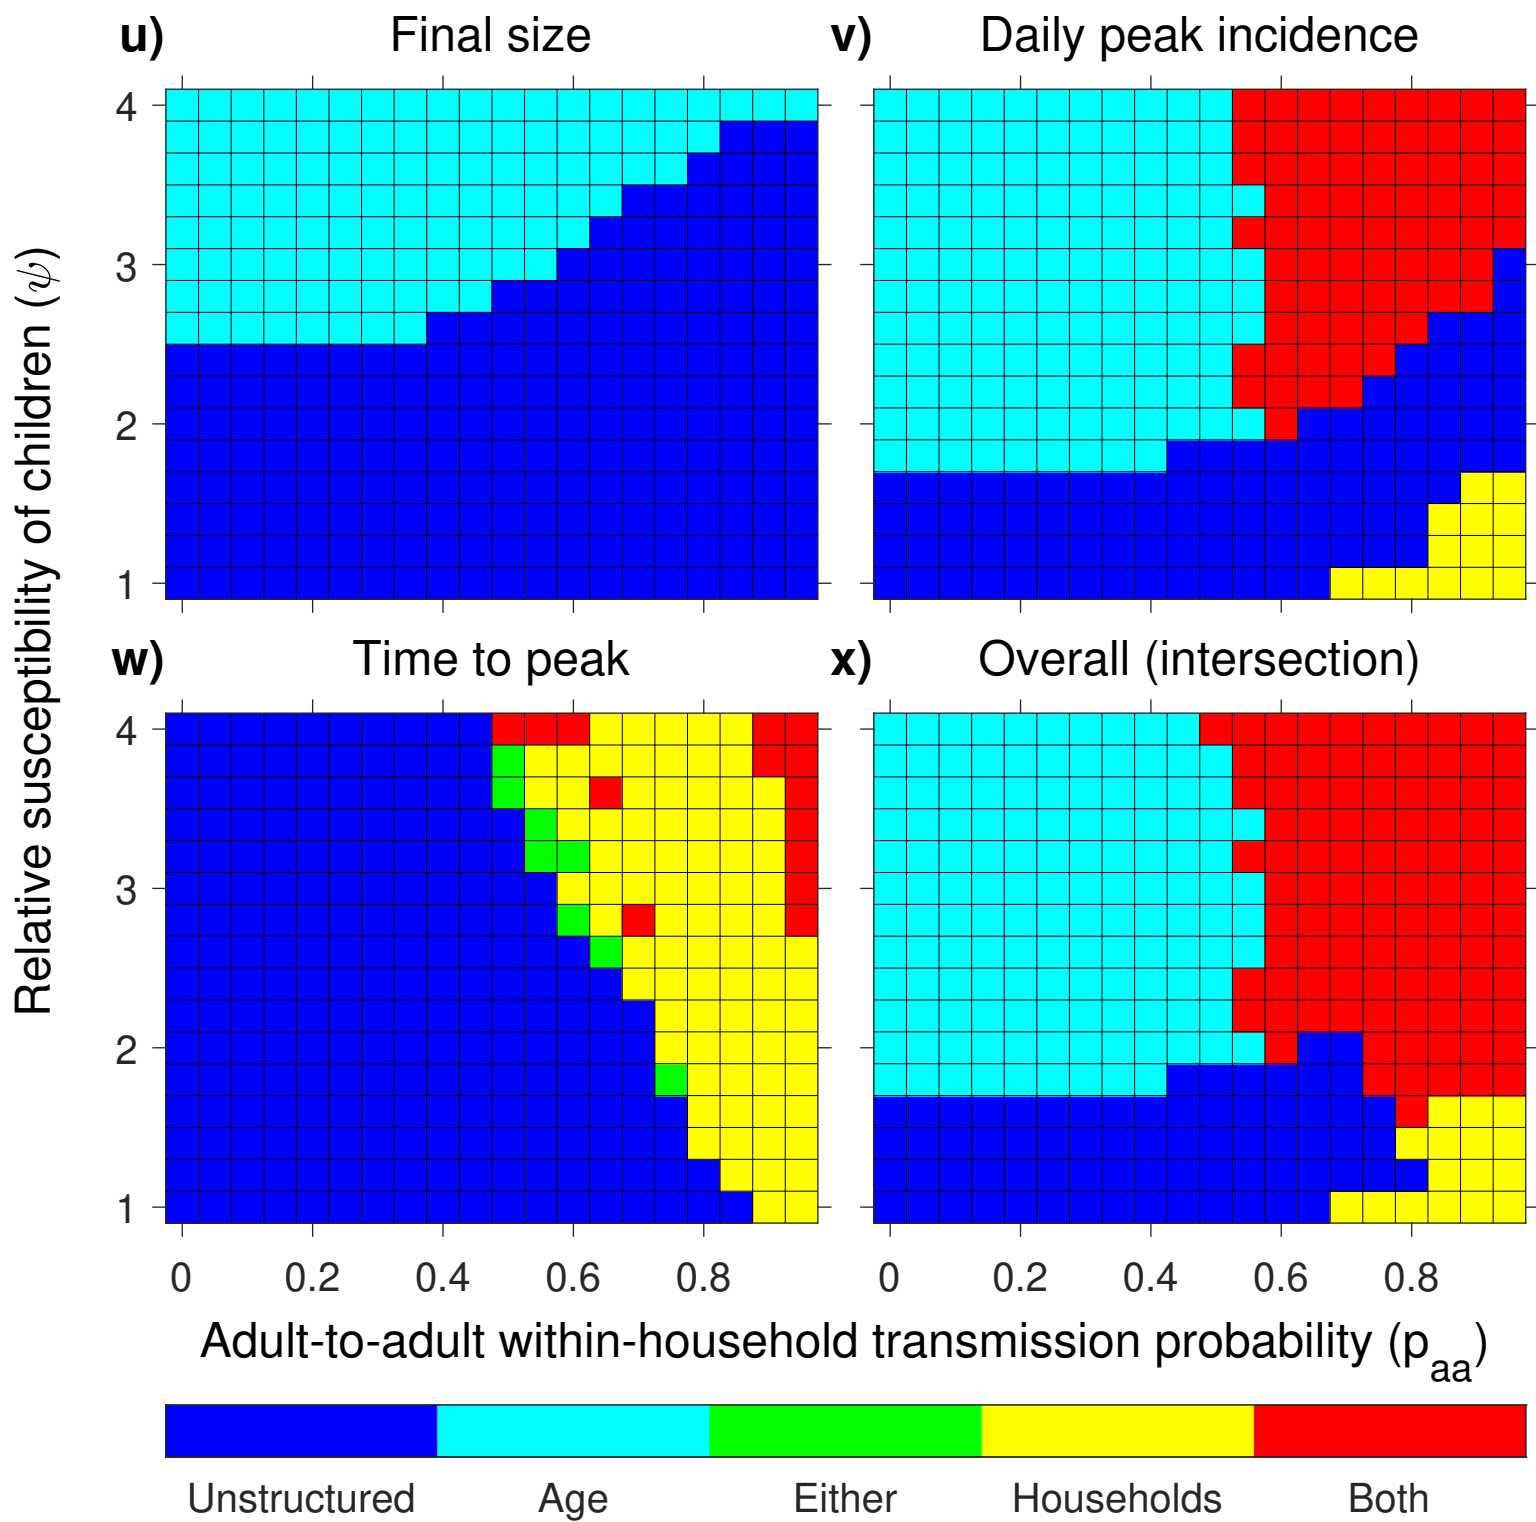 u) Final size
v) Daily peak incidence
4
3
2
1
Relative susceptibility of children (ψ)
w) Time to peak
x) Overall (intersection)
4
3
2
1
0 0.2 0.4 0.6 0.8
0 0.2 0.4 0.6 0.8
Adult-to-adult within-household transmission probability (p_aa)
Unstructured Age Either Households Both